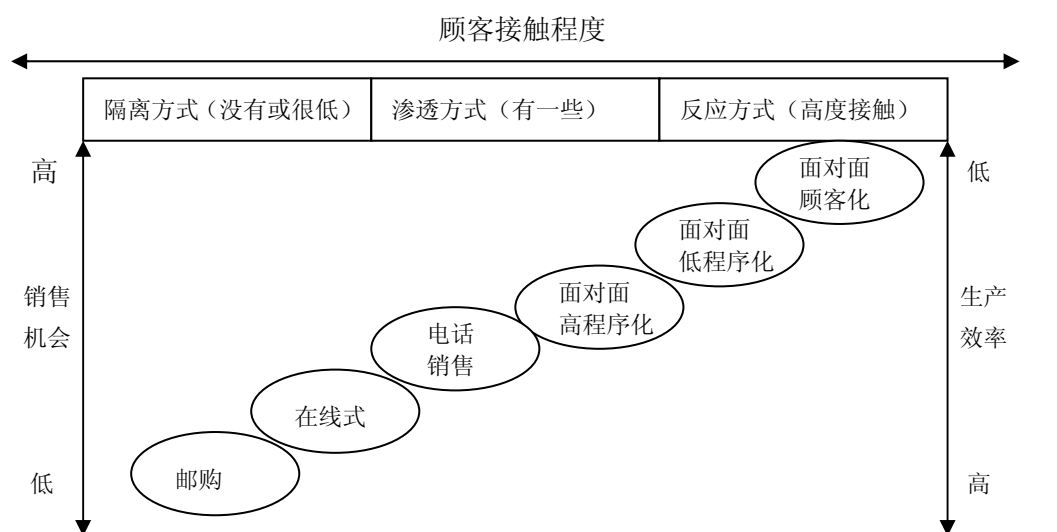 顾客接触程度
隔离方式（没有或很低）
渗透方式（有一些）
反应方式（高度接触）
高
低
面对面
顾客化
面对面
低程序化
销售
机会
面对面
高程序化
生产
效率
电话
销售
在线式
邮购
低
高